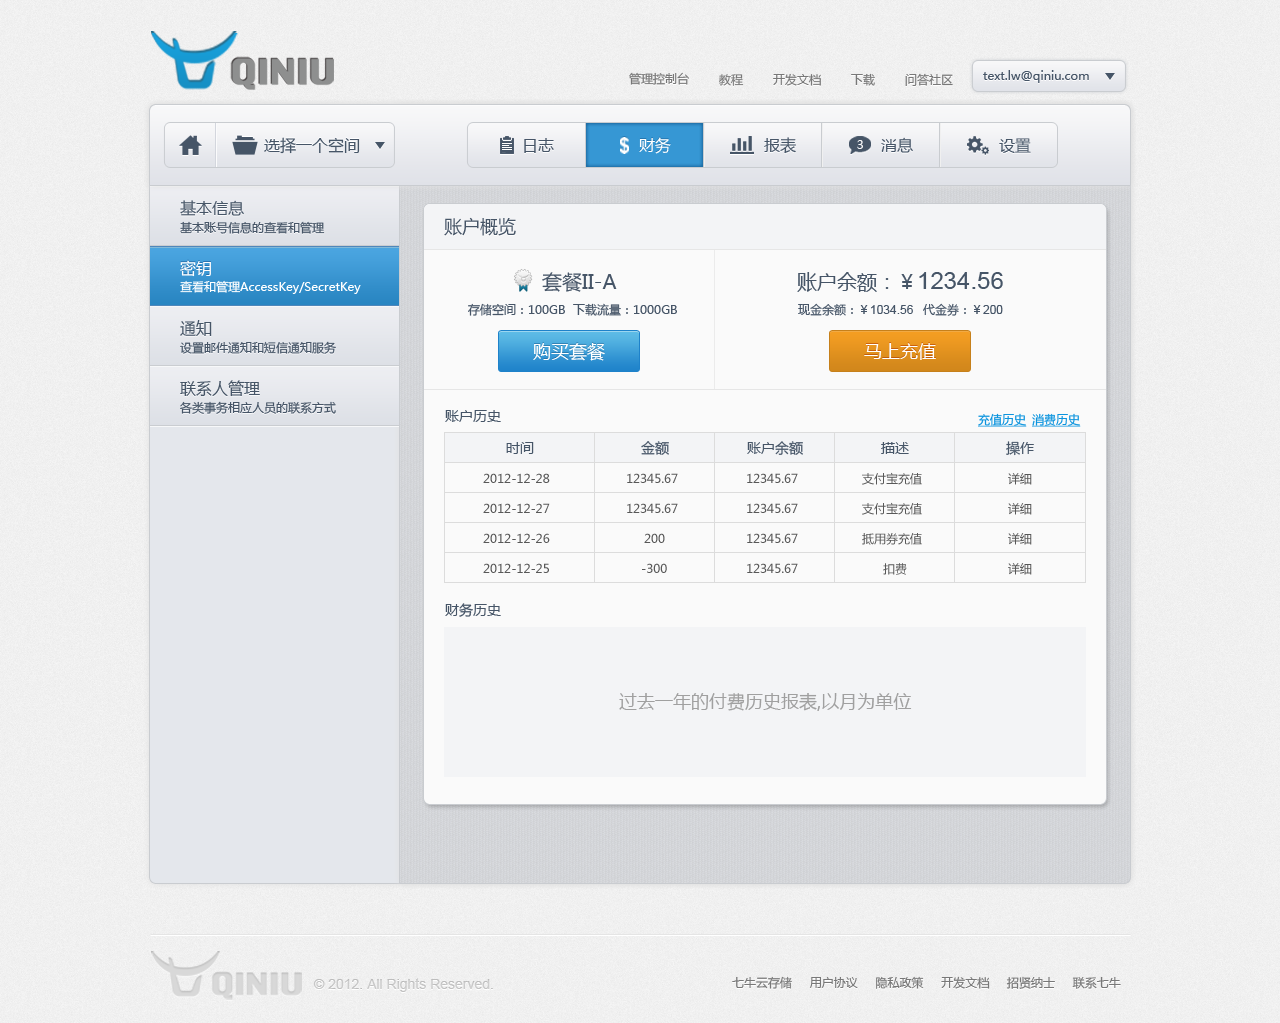 QINIU
管理控制台 教程 开发文档 下载 问答社区 text.lw@qiniu.com
选择一个空间 日志 $ 财务 报表 3 消息 设置
基本信息
基本账号信息的查看和管理
密钥
查看和管理AccessKey/SecretKey
通知
设置邮件通知和短信通知服务
联系人管理
各类事务相应人员的联系方式
账户概览
套餐II-A
存储空间：100GB 下载流量：1000GB
购买套餐
账户余额：¥1234.56
现金余额：¥1034.56 代金券：¥200
马上充值
账户历史 充值历史 消费历史
时间 金额 账户余额 描述 操作
2012-12-28 12345.67 12345.67 支付宝充值 详细
2012-12-27 12345.67 12345.67 支付宝充值 详细
2012-12-26 200 12345.67 抵用券充值 详细
2012-12-25 -300 12345.67 扣费 详细
财务历史
过去一年的付费历史报表,以月为单位
QINIU © 2012. All Rights Reserved. 七牛云存储 用户协议 隐私政策 开发文档 招贤纳士 联系七牛